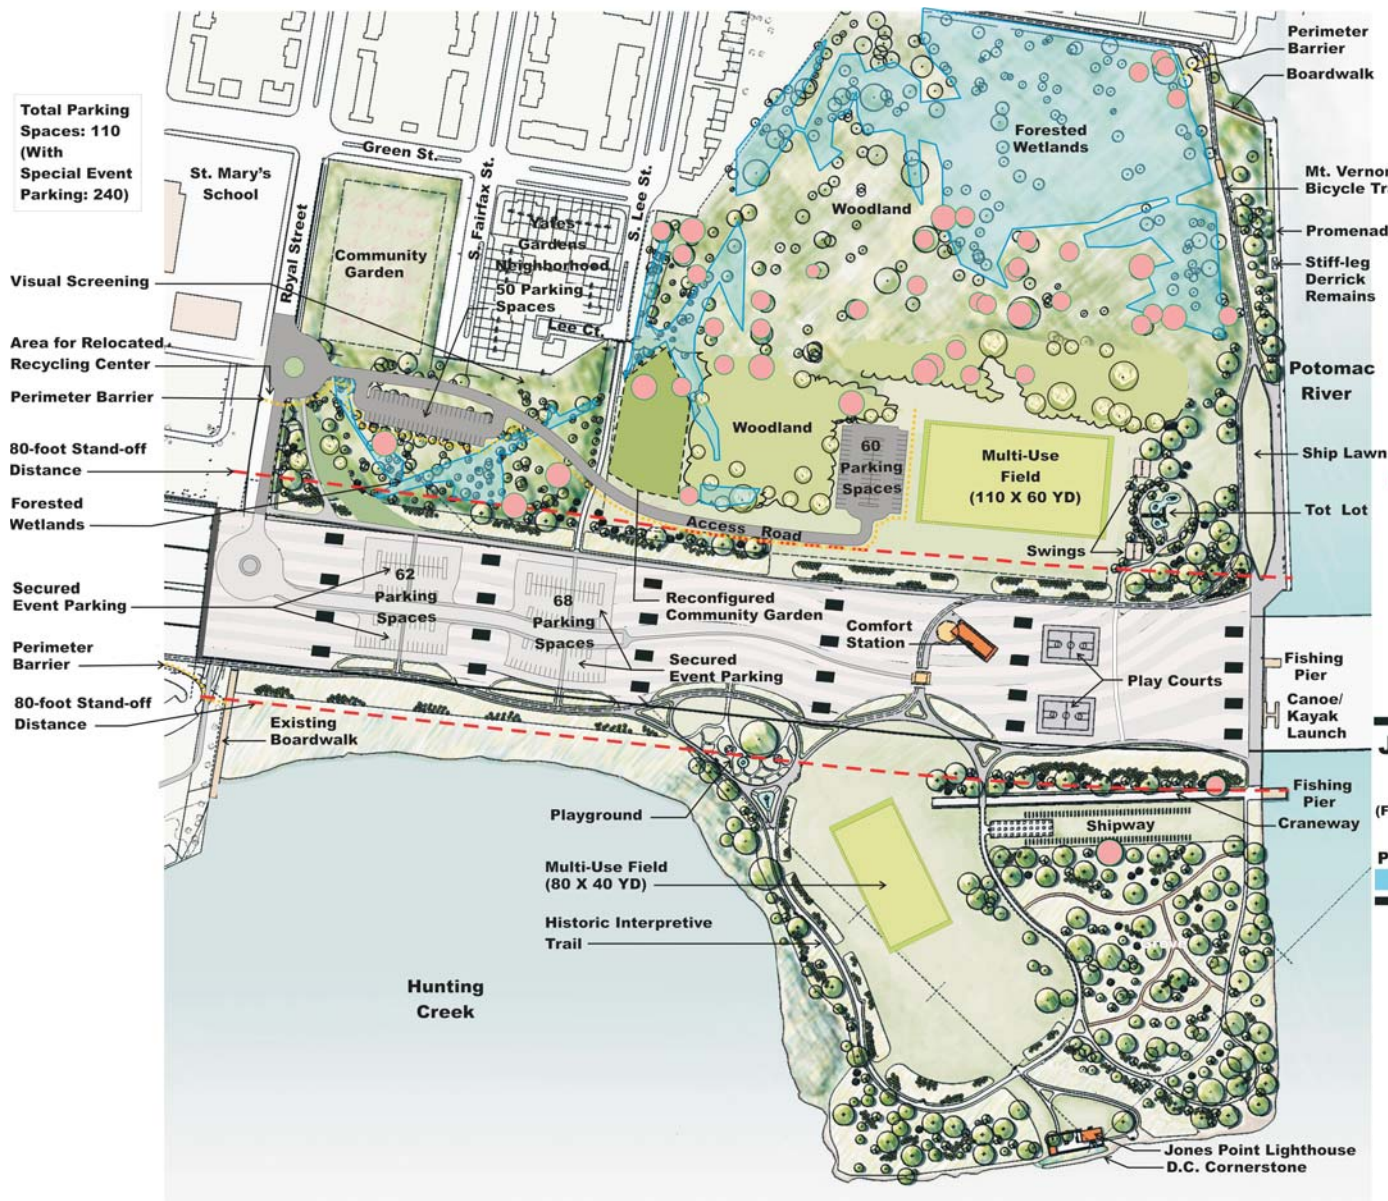 Total Parking
Spaces: 110
(With
Special Event
Parking: 240)
St. Mary's
School
Green St.
Royal Street
S. Fairfax St.
S. Lee St.
Community
Garden
Yates
Gardens
Neighborhood
50 Parking
Spaces
Lee Ct.
Visual Screening
Area for Relocated
Recycling Center
Perimeter Barrier
80-foot Stand-off
Distance
Forested
Wetlands
Secured
Event Parking
Perimeter
Barrier
80-foot Stand-off
Distance
Existing
Boardwalk
Forested
Wetlands
Woodland
Woodland
60
Parking
Spaces
Multi-Use
Field
(110 X 60 YD)
Access Road
Swings
Perimeter
Barrier
Boardwalk
Mt. Vernon
Bicycle Tr
Promenad
Stiff-leg
Derrick
Remains
Potomac
River
Ship Lawn
Tot Lot
62
Parking
Spaces
68
Parking
Spaces
Reconfigured
Community Garden
Secured
Event Parking
Comfort
Station
Play Courts
Fishing
Pier
Canoe/
Kayak
Launch
J
(F
P
Fishing
Pier
Craneway
Shipway
Playground
Multi-Use Field
(80 X 40 YD)
Historic Interpretive
Trail
Hunting
Creek
Jones Point Lighthouse
D.C. Cornerstone